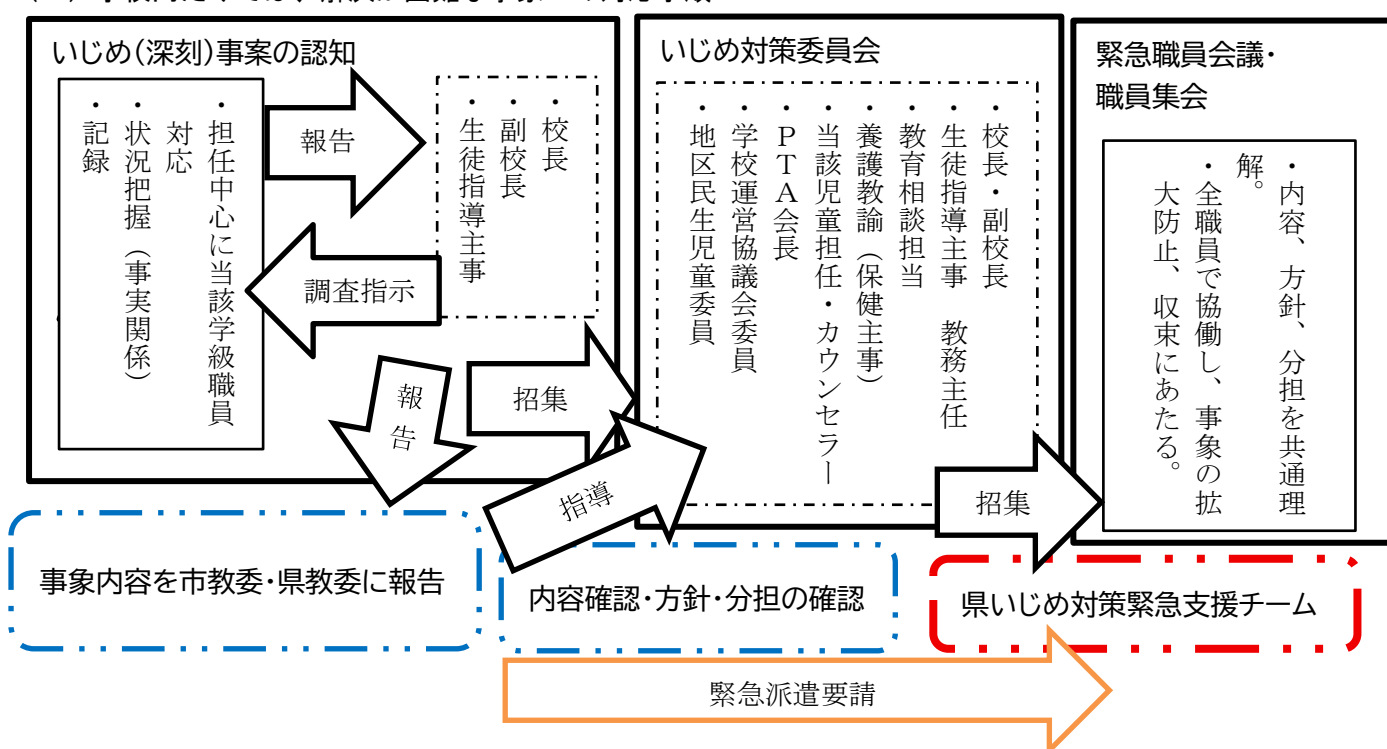 いじめ(深刻)事案の認知
・担任中心に当該学級職員
対応
・状況把握（事実関係）
・記録
報告
調査指示
・校長
・副校長
・生徒指導主事
報告
招集
指導
いじめ対策委員会
・校長・副校長
・生徒指導主事　教務主任
・教育相談担当
・養護教諭（保健主事）
・当該児童担任・カウンセラー
・ＰＴＡ会長
・学校運営協議会委員
・地区民生児童委員
招集
緊急職員会議・
職員集会
・内容、方針、分担を共通理
解。
・全職員で協働し、事象の拡
大防止、収束にあたる。
事象内容を市教委・県教委に報告
内容確認・方針・分担の確認
県いじめ対策緊急支援チーム
緊急派遣要請